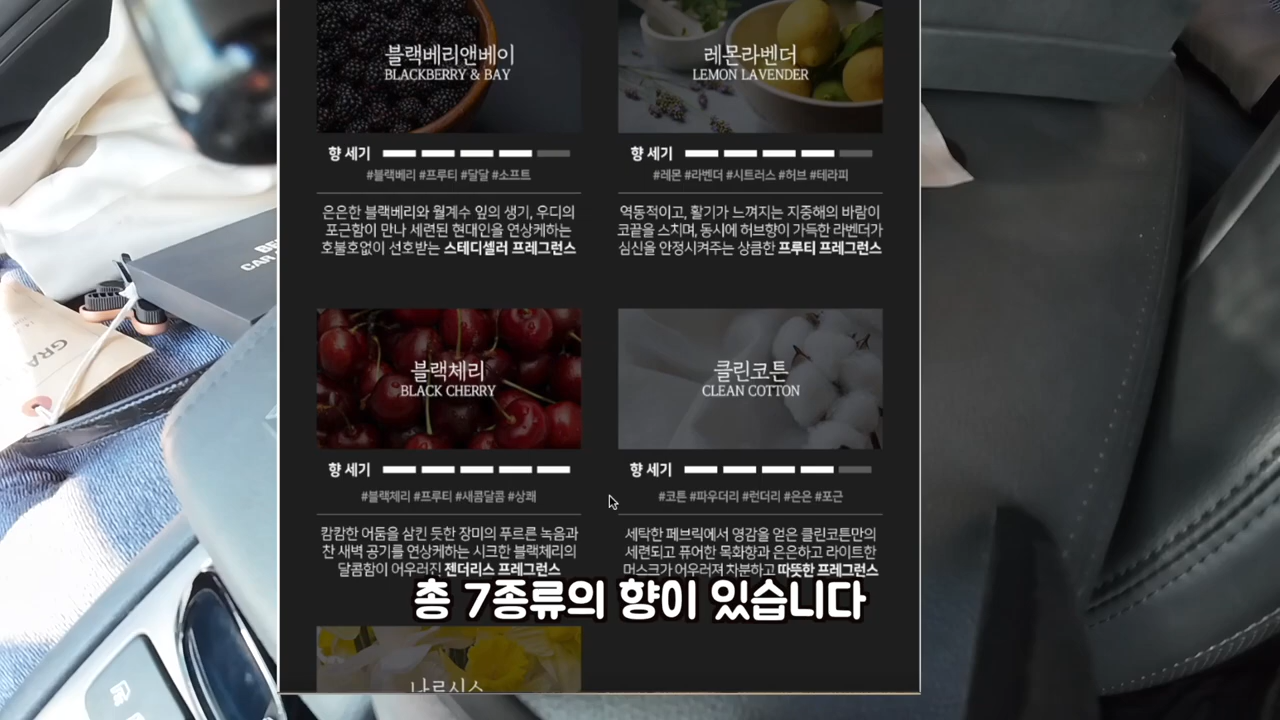 블랙베리앤베이
BLACKBERRY & BAY
향 세기
#블랙베리 #프루티 #달달 #소프트
은은한 블랙베리와 월계수 잎의 생기, 우디의
포근함이 만나 세련된 현대인을 연상케하는
호불호없이 선호받는 스테디셀러 프레그런스
레몬라벤더
LEMON LAVENDER
향 세기
#레몬 #라벤더 #시트러스 #허브 #테라피
역동적이고, 활기가 느껴지는 지중해의 바람이
코끝을 스치며, 동시에 허브향이 가득한 라벤더가
심신을 안정시켜주는 상큼한 프루티 프레그런스
블랙체리
BLACK CHERRY
향 세기
#블랙체리 #프루티 #새콤달콤 #상쾌
캄캄한 어둠을 삼킨 듯한 장미의 푸르른 녹음과
찬 새벽 공기를 연상케하는 시크한 블랙체리의
달콤함이 어우러진 젠더리스 프레그런스
클린코튼
CLEAN COTTON
향 세기
#코튼 #파우더리 #런더리 #은은 #포근
세탁한 페브릭에서 영감을 얻은 클린코튼만의
세련되고 퓨어한 목화향과 은은하고 라이트한
머스크가 어우러져 차분하고 따뜻한 프레그런스
총 7종류의 향이 있습니다
나르시스
GRA
CAR